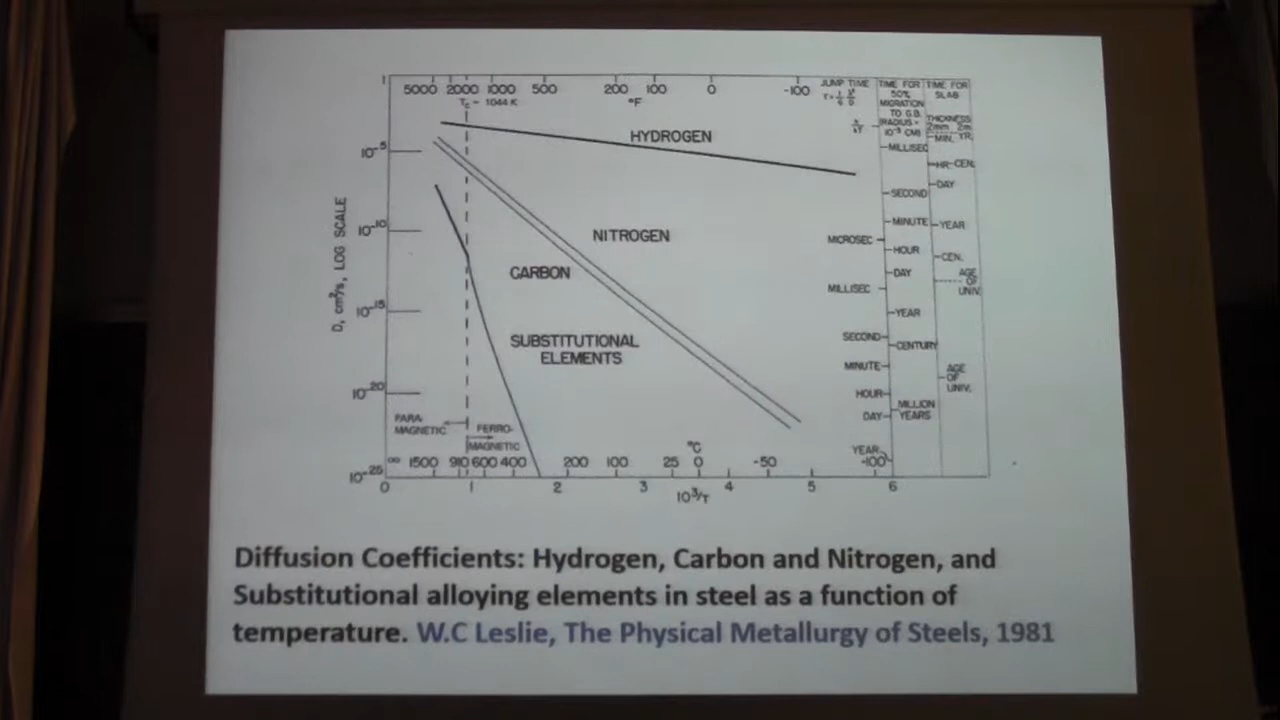 1
5000 2000 1000 500 200 100 0 -100
°F
Tc - 1044 K
JUMP TIME
TIME FOR
50%
MIGRATION
TO G.B.
RADIUS =
10⁻³ CM)
TIME FOR
SLAB
THICKNESS
2mm 2m
HYDROGEN
MIN. YR.
MILLISEC
10⁻⁵
HR. CEN.
DAY
SECOND
D, cm²/s, LOG SCALE
MINUTE
YEAR
10⁻¹⁰
NITROGEN
MICROSEC
HOUR
CEN.
CARBON
DAY
AGE
OF
UNIV.
MILLISEC
10⁻¹⁵
YEAR
SUBSTITUTIONAL
ELEMENTS
SECOND
CENTURY
MINUTE
AGE
OF
UNIV.
10⁻²⁰
HOUR
MILLION
YEARS
DAY
PARA-
MAGNETIC
FERRO-
MAGNETIC
YEAR
°C
∞ 1500 910 600 400 200 100 25 0 -50 -100
10⁻²⁵
0 1 2 3 4 5 6
10³/T
Diffusion Coefficients: Hydrogen, Carbon and Nitrogen, and
Substitutional alloying elements in steel as a function of
temperature. W.C Leslie, The Physical Metallurgy of Steels, 1981